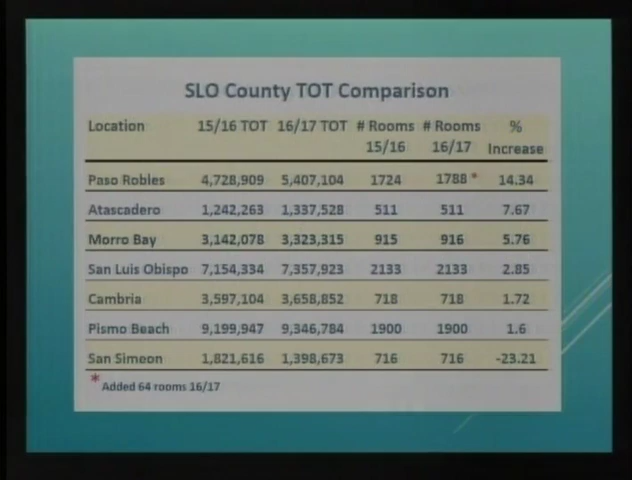 SLO County TOT Comparison
Location 15/16 TOT 16/17 TOT # Rooms 15/16 # Rooms 16/17 % Increase
Paso Robles 4,728,909 5,407,104 1724 1788 * 14.34
Atascadero 1,242,263 1,337,528 511 511 7.67
Morro Bay 3,142,078 3,323,315 915 916 5.76
San Luis Obispo 7,154,334 7,357,923 2133 2133 2.85
Cambria 3,597,104 3,658,852 718 718 1.72
Pismo Beach 9,199,947 9,346,784 1900 1900 1.6
San Simeon 1,821,616 1,398,673 716 716 -23.21
* Added 64 rooms 16/17